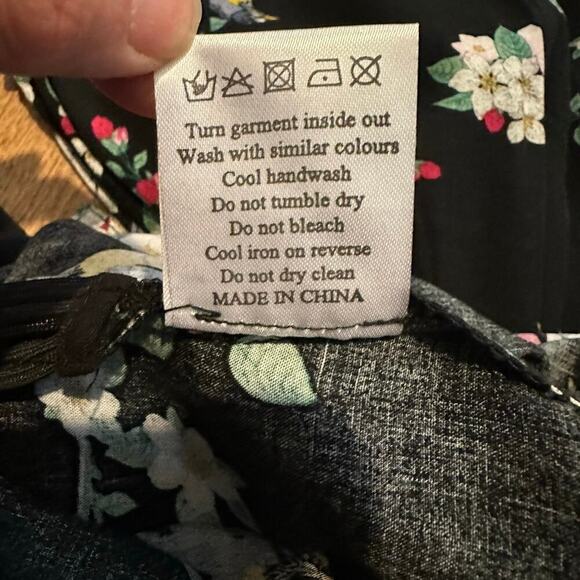 Turn garment inside out
Wash with similar colours
Cool handwash
Do not tumble dry
Do not bleach
Cool iron on reverse
Do not dry clean
MADE IN CHINA